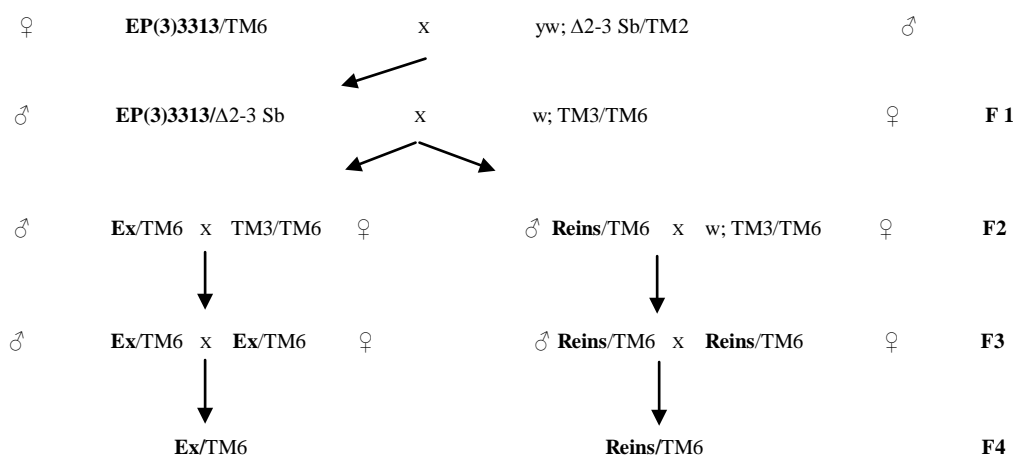 ♀ EP(3)3313/TM6 x yw; Δ2-3 Sb/TM2 ♂
♂ EP(3)3313/Δ2-3 Sb x w; TM3/TM6 ♀ F 1
♂ Ex/TM6 x TM3/TM6 ♀ ♂ Reins/TM6 x w; TM3/TM6 ♀ F2
♂ Ex/TM6 x Ex/TM6 ♀ ♂ Reins/TM6 x Reins/TM6 ♀ F3
Ex/TM6 Reins/TM6 F4